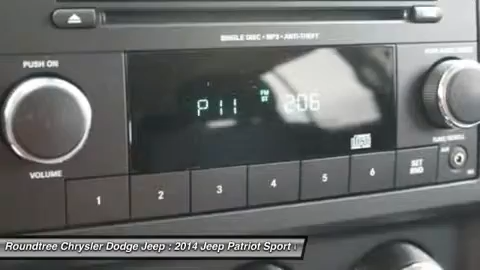 SINGLE DISC • MP3 • ANTI-THEFT
PUSH ON
VOLUME
P11
FM
206
1
2
3
4
5
6
SET
AUX
Roundtree Chrysler Dodge Jeep : 2014 Jeep Patriot Sport